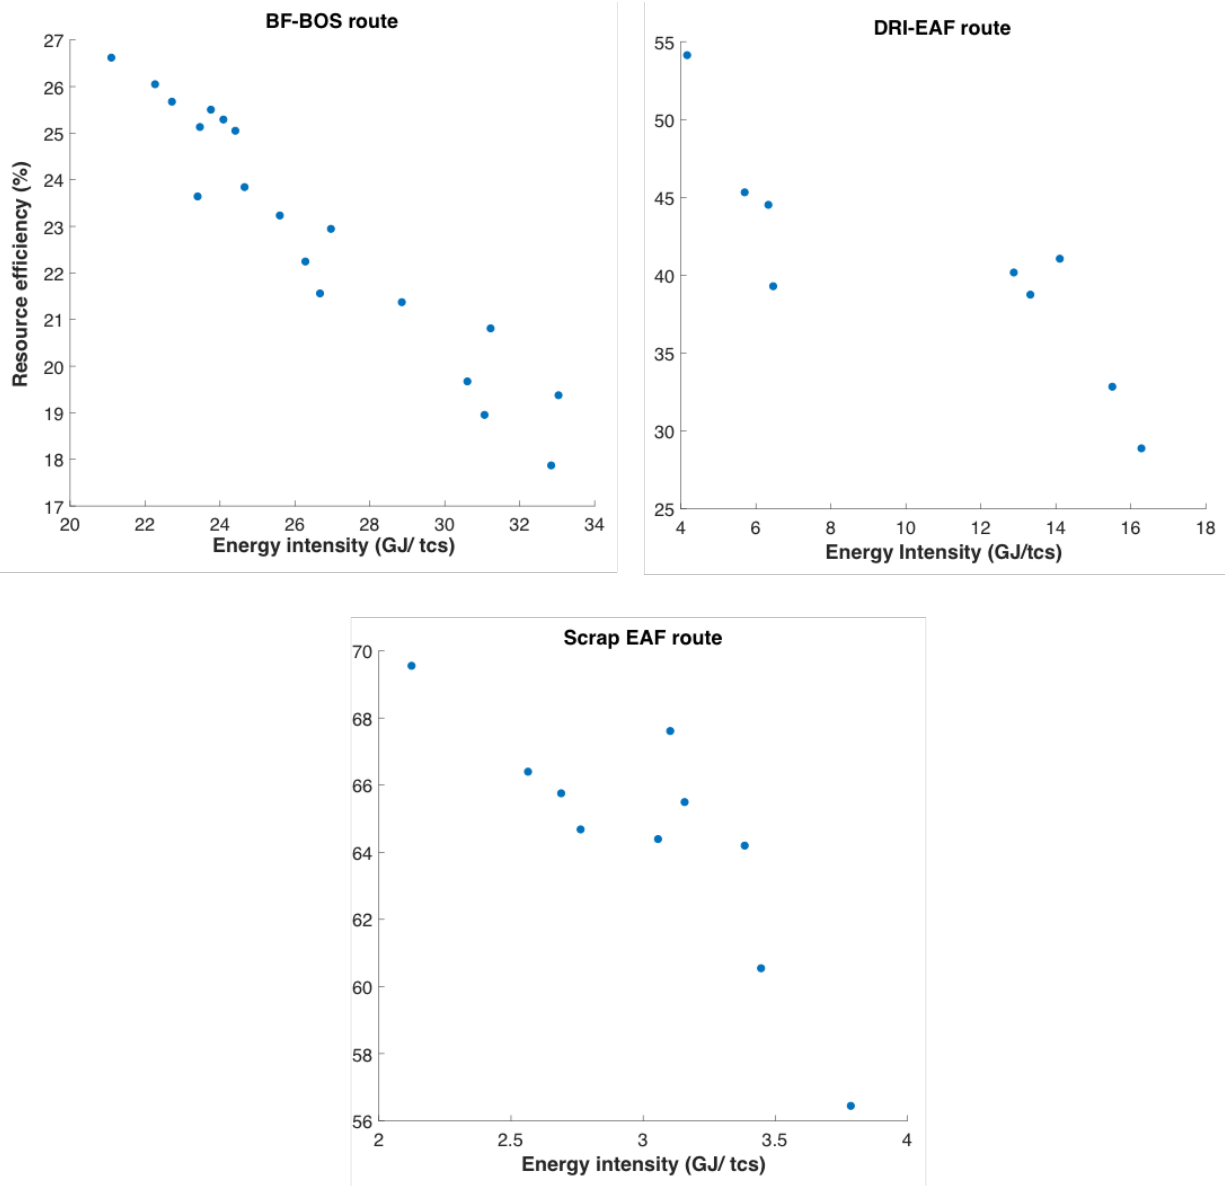 BF-BOS route
27
26
25
24
23
22
21
20
19
18
17
Resource efficiency (%)
20 22 24 26 28 30 32 34
Energy intensity (GJ/ tcs)
DRI-EAF route
55
50
45
40
35
30
25
4 6 8 10 12 14 16 18
Energy Intensity (GJ/tcs)
Scrap EAF route
70
68
66
64
62
60
58
56
2 2.5 3 3.5 4
Energy intensity (GJ/ tcs)